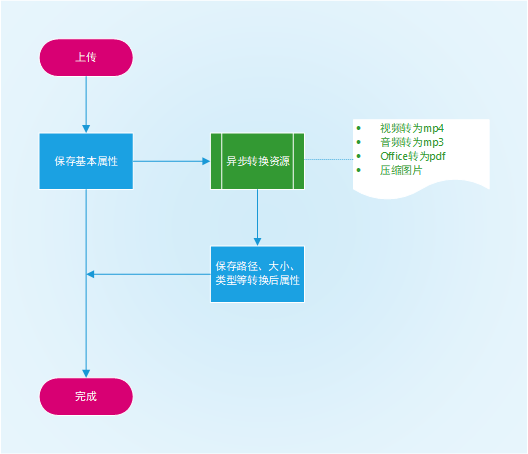 上传
保存基本属性
异步转换资源
• 视频转为mp4
• 音频转为mp3
• Office转为pdf
• 压缩图片
保存路径、大小、
类型等转换后属性
完成